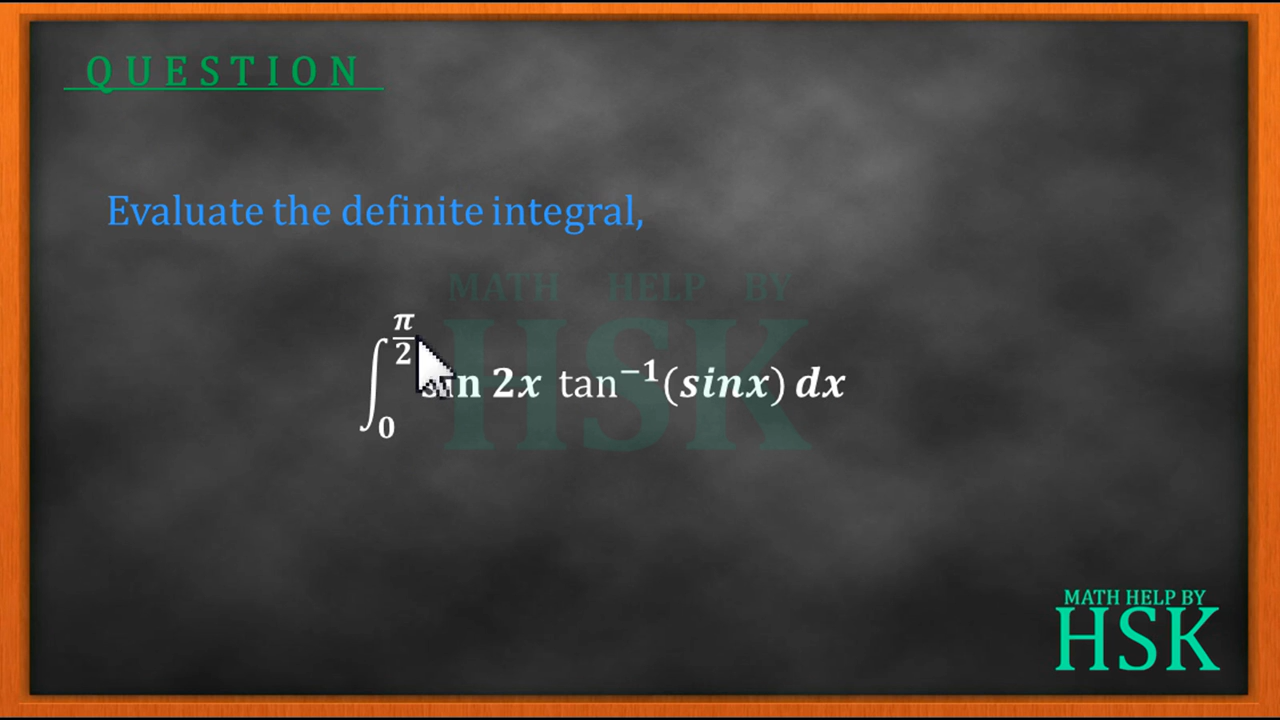 QUESTION
Evaluate the definite integral,
MATH HELP BY
HSK
∫₀^(π/2) sin 2x tan⁻¹(sinx) dx
MATH HELP BY
HSK